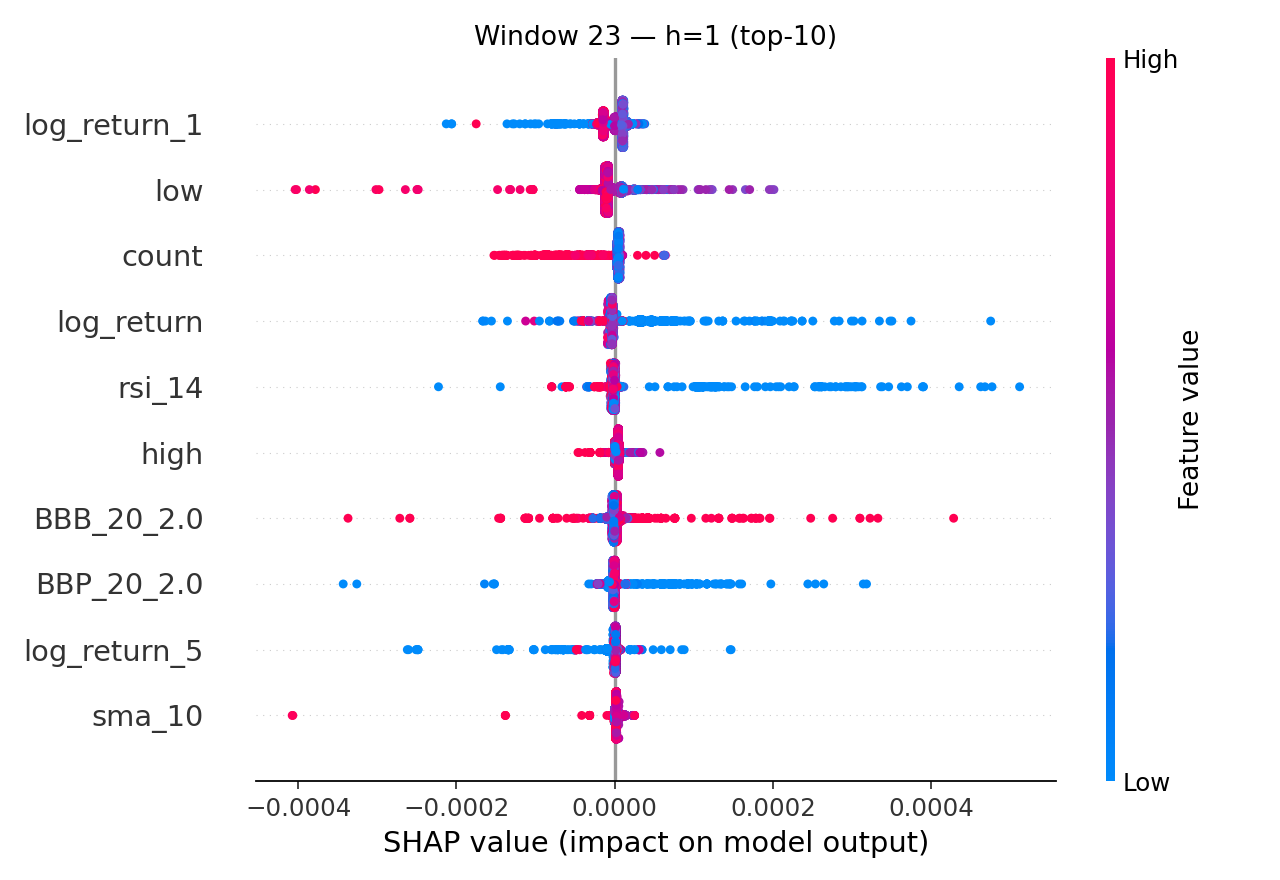 Window 23 — h=1 (top-10)
High
log_return_1
low
count
log_return
rsi_14
high
BBB_20_2.0
BBP_20_2.0
log_return_5
sma_10
Feature value
Low
−0.0004 −0.0002 0.0000 0.0002 0.0004
SHAP value (impact on model output)